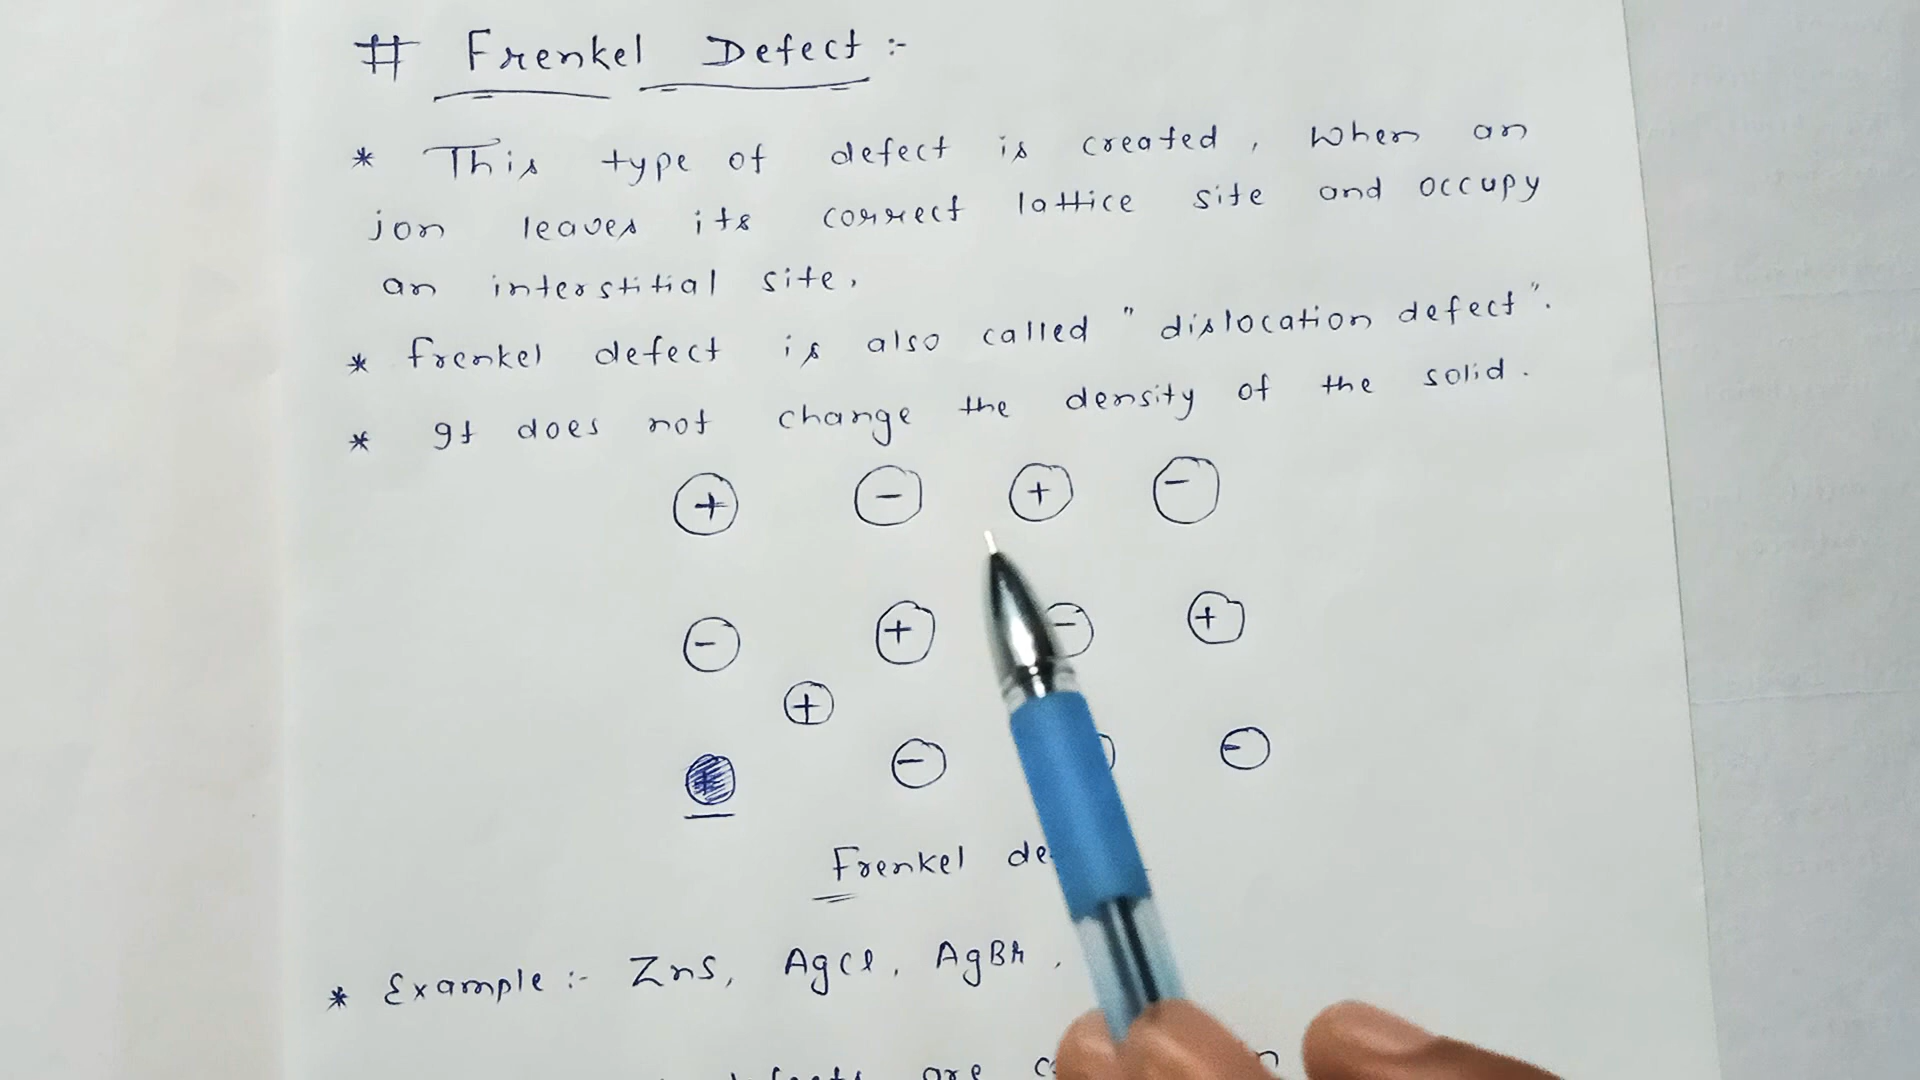 # Frenkel Defect :-
* This type of defect is created, when an
ion leaves its correct lattice site and occupy
an interstitial site.
* frenkel defect is also called "dislocation defect".
* It does not change the density of the solid.
+ - + -
- + - +
+
+ - -
Frenkel
* Example :- ZnS, AgCl, AgBr,
are